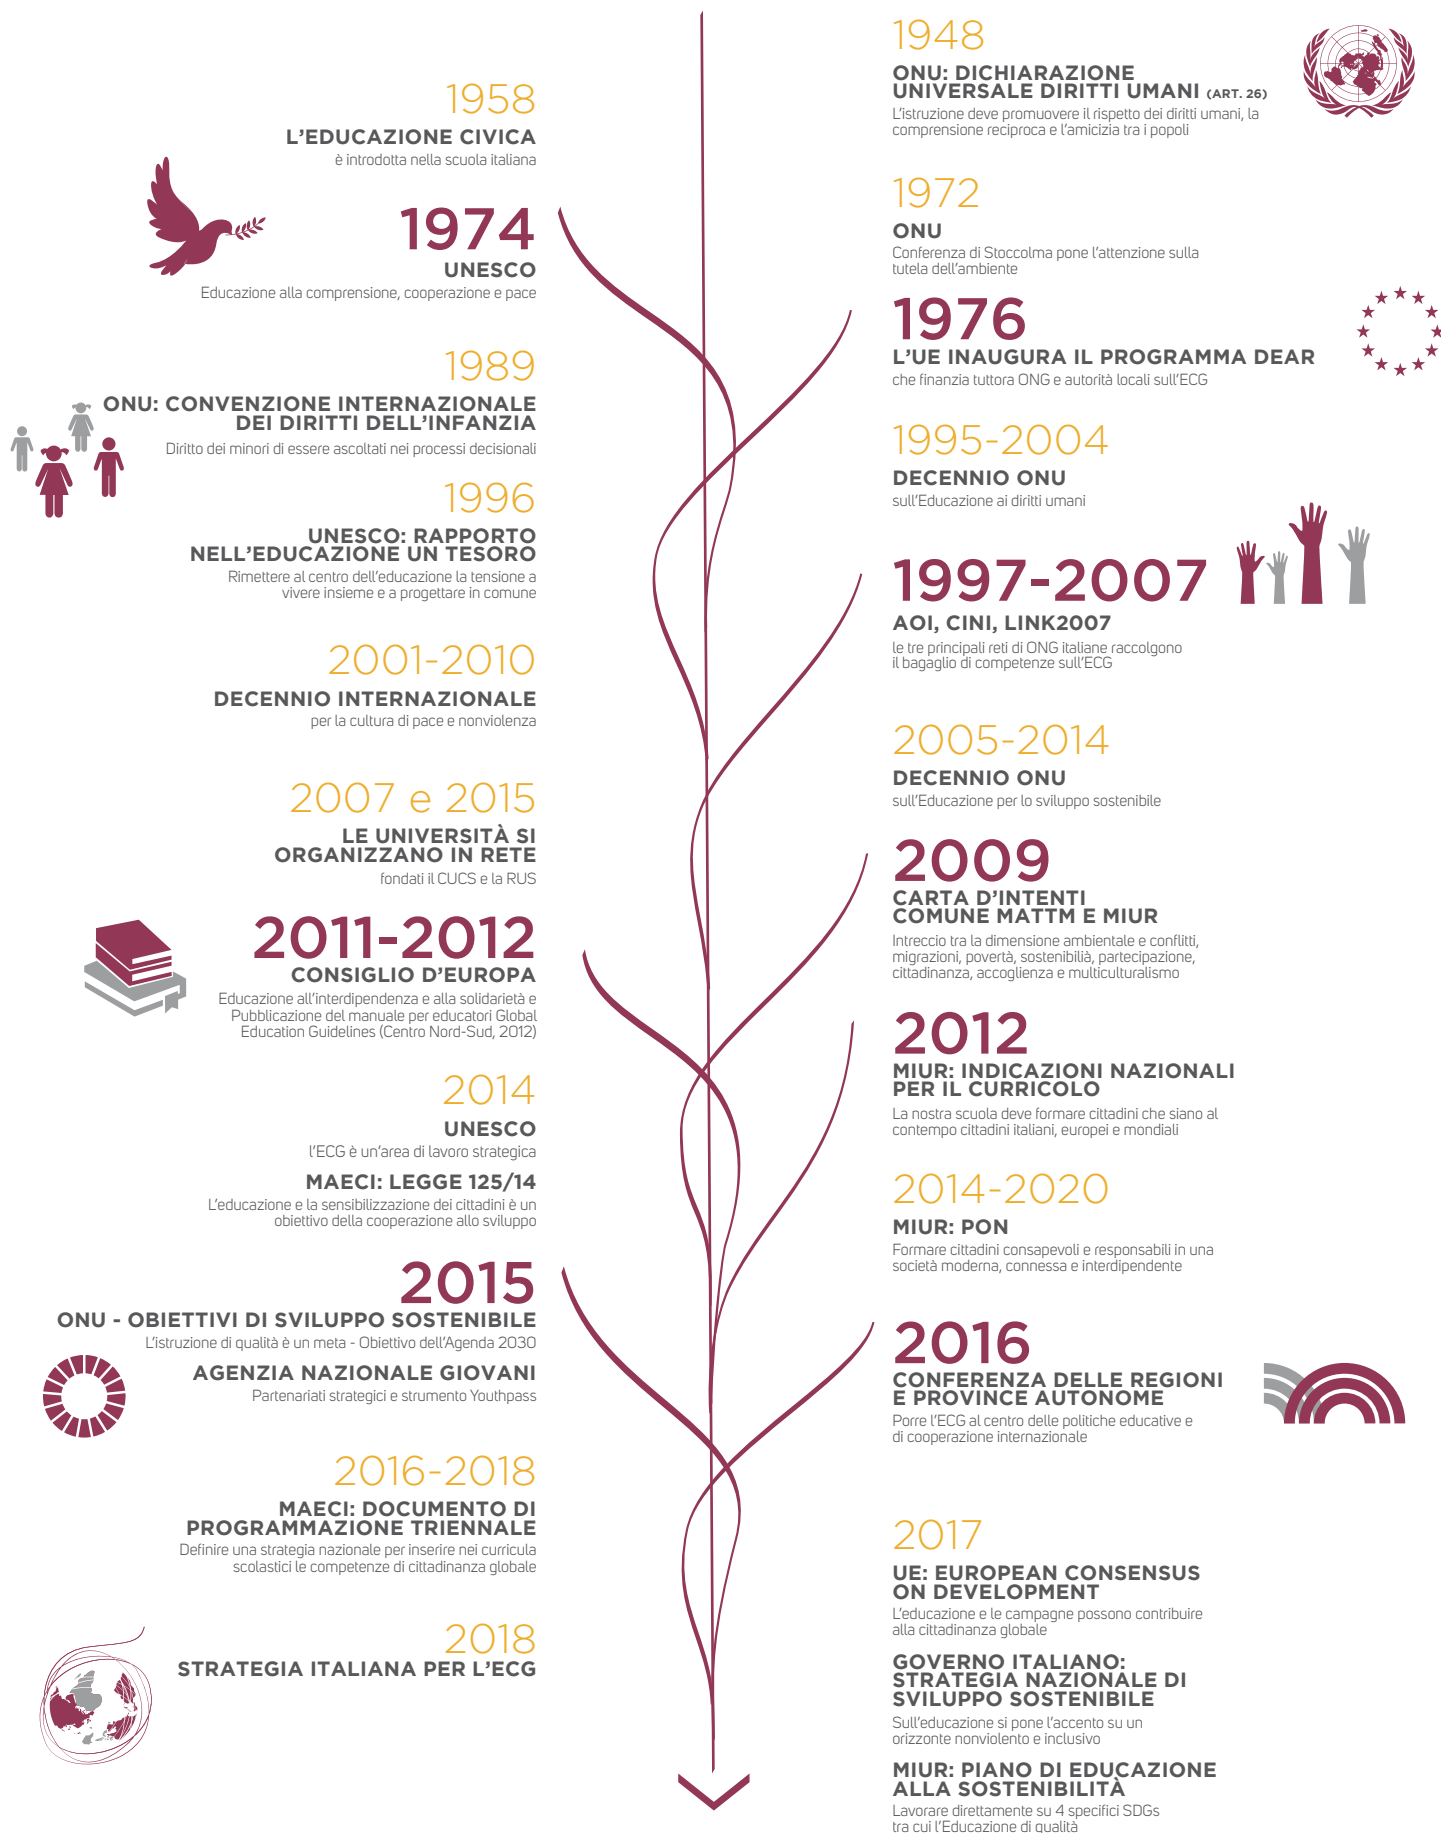 1948
ONU: DICHIARAZIONE
UNIVERSALE DIRITTI UMANI (ART. 26)
L'istruzione deve promuovere il rispetto dei diritti umani, la
comprensione reciproca e l'amicizia tra i popoli
1958
L'EDUCAZIONE CIVICA
è introdotta nella scuola italiana
1972
ONU
Conferenza di Stoccolma pone l'attenzione sulla
tutela dell'ambiente
1974
UNESCO
Educazione alla comprensione, cooperazione e pace
1976
L'UE INAUGURA IL PROGRAMMA DEAR
che finanzia tuttora ONG e autorità locali sull'ECG
1989
ONU: CONVENZIONE INTERNAZIONALE
DEI DIRITTI DELL'INFANZIA
Diritto dei minori di essere ascoltati nei processi decisionali
1995-2004
DECENNIO ONU
sull'Educazione ai diritti umani
1996
UNESCO: RAPPORTO
NELL'EDUCAZIONE UN TESORO
Rimettere al centro dell'educazione la tensione a
vivere insieme e a progettare in comune
1997-2007
AOI, CINI, LINK2007
le tre principali reti di ONG italiane raccolgono
il bagaglio di competenze sull'ECG
2001-2010
DECENNIO INTERNAZIONALE
per la cultura di pace e nonviolenza
2005-2014
DECENNIO ONU
sull'Educazione per lo sviluppo sostenibile
2007 e 2015
LE UNIVERSITÀ SI
ORGANIZZANO IN RETE
fondati il CUCS e la RUS
2009
CARTA D'INTENTI
COMUNE MATTM E MIUR
Intreccio tra la dimensione ambientale e conflitti,
migrazioni, povertà, sostenibilià, partecipazione,
cittadinanza, accoglienza e multiculturalismo
2011-2012
CONSIGLIO D'EUROPA
Educazione all'interdipendenza e alla solidarietà e
Pubblicazione del manuale per educatori Global
Education Guidelines (Centro Nord-Sud, 2012)
2012
MIUR: INDICAZIONI NAZIONALI
PER IL CURRICOLO
La nostra scuola deve formare cittadini che siano al
contempo cittadini italiani, europei e mondiali
2014
UNESCO
l'ECG è un'area di lavoro strategica
MAECI: LEGGE 125/14
L'educazione e la sensibilizzazione dei cittadini è un
obiettivo della cooperazione allo sviluppo
2014-2020
MIUR: PON
Formare cittadini consapevoli e responsabili in una
società moderna, connessa e interdipendente
2015
ONU - OBIETTIVI DI SVILUPPO SOSTENIBILE
L'istruzione di qualità è un meta - Obiettivo dell'Agenda 2030
AGENZIA NAZIONALE GIOVANI
Partenariati strategici e strumento Youthpass
2016
CONFERENZA DELLE REGIONI
E PROVINCE AUTONOME
Porre l'ECG al centro delle politiche educative e
di cooperazione internazionale
2016-2018
MAECI: DOCUMENTO DI
PROGRAMMAZIONE TRIENNALE
Definire una strategia nazionale per inserire nei curricula
scolastici le competenze di cittadinanza globale
2017
UE: EUROPEAN CONSENSUS
ON DEVELOPMENT
L'educazione e le campagne possono contribuire
alla cittadinanza globale
GOVERNO ITALIANO:
STRATEGIA NAZIONALE DI
SVILUPPO SOSTENIBILE
Sull'educazione si pone l'accento su un
orizzonte nonviolento e inclusivo
MIUR: PIANO DI EDUCAZIONE
ALLA SOSTENIBILITÀ
Lavorare direttamente su 4 specifici SDGs
tra cui l'Educazione di qualità
2018
STRATEGIA ITALIANA PER L'ECG